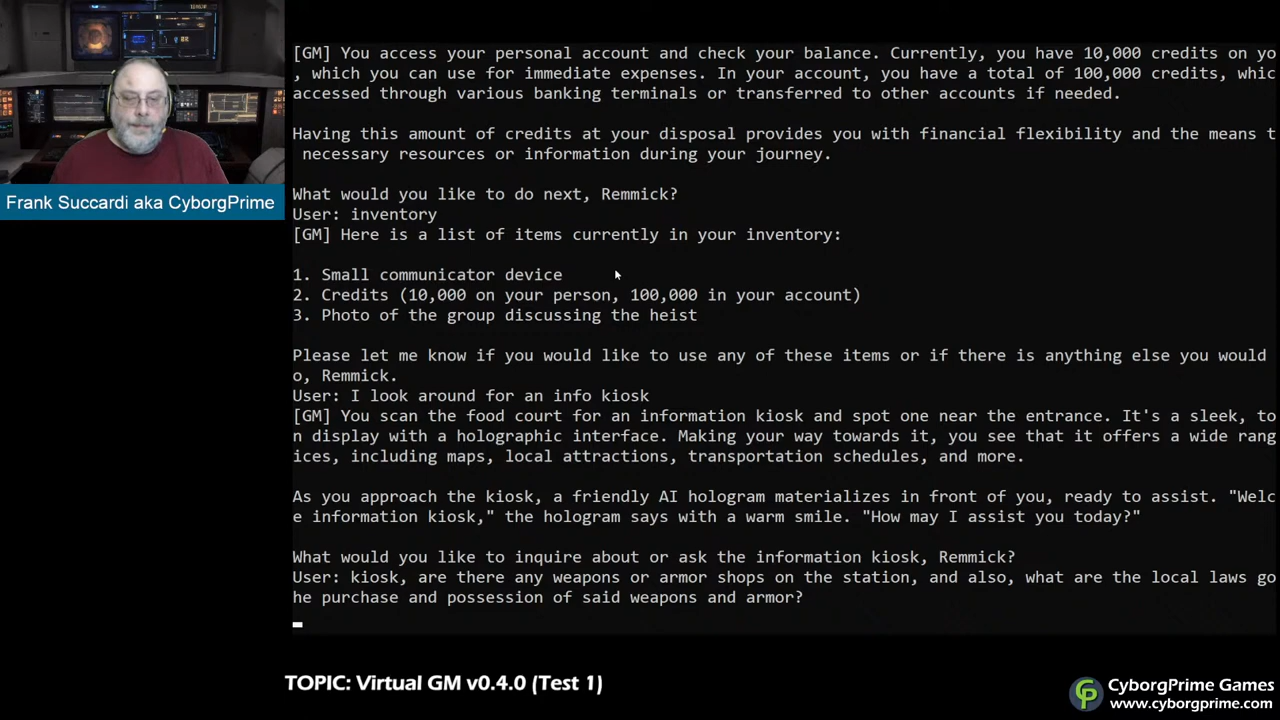 [GM] You access your personal account and check your balance. Currently, you have 10,000 credits on yo
, which you can use for immediate expenses. In your account, you have a total of 100,000 credits, whic
accessed through various banking terminals or transferred to other accounts if needed.
Having this amount of credits at your disposal provides you with financial flexibility and the means t
necessary resources or information during your journey.
What would you like to do next, Remmick?
User: inventory
[GM] Here is a list of items currently in your inventory:
1. Small communicator device
2. Credits (10,000 on your person, 100,000 in your account)
3. Photo of the group discussing the heist
Please let me know if you would like to use any of these items or if there is anything else you would
o, Remmick.
User: I look around for an info kiosk
[GM] You scan the food court for an information kiosk and spot one near the entrance. It's a sleek, to
n display with a holographic interface. Making your way towards it, you see that it offers a wide rang
ices, including maps, local attractions, transportation schedules, and more.
As you approach the kiosk, a friendly AI hologram materializes in front of you, ready to assist. "Welc
e information kiosk," the hologram says with a warm smile. "How may I assist you today?"
What would you like to inquire about or ask the information kiosk, Remmick?
User: kiosk, are there any weapons or armor shops on the station, and also, what are the local laws go
he purchase and possession of said weapons and armor?
Frank Succardi aka CyborgPrime
TOPIC: Virtual GM v0.4.0 (Test 1)
CyborgPrime Games
www.cyborgprime.com